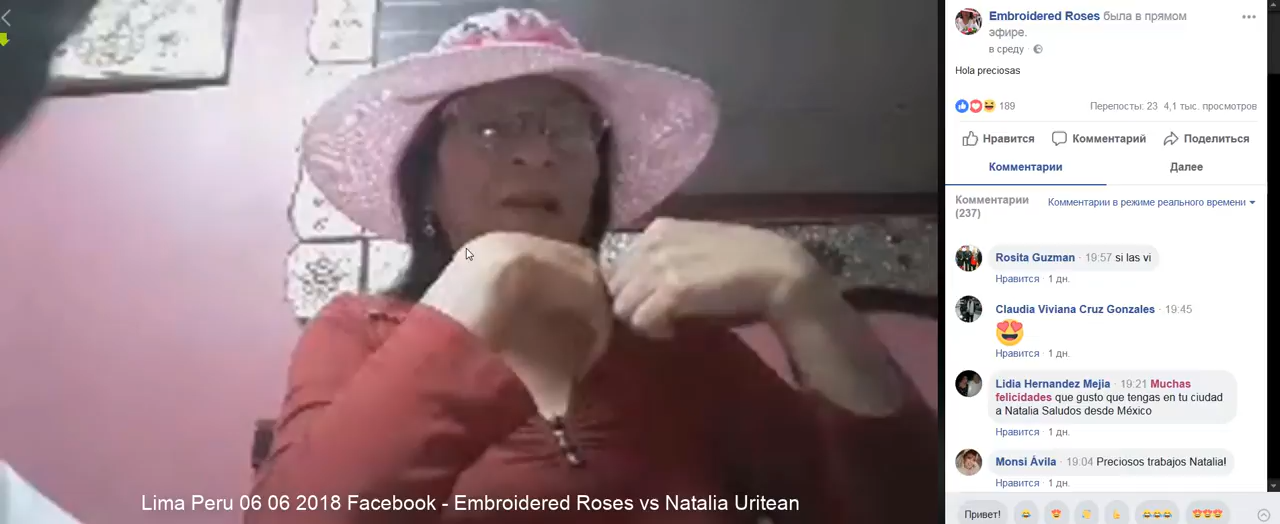 Embroidered Roses была в прямом
эфире.
в среду ·
Hola preciosas
189
Перепосты: 23 4,1 тыс. просмотров
Нравится Комментарий Поделиться
Комментарии Далее
Комментарии
(237)
Комментарии в режиме реального времени
Rosita Guzman · 19:57 si las vi
Нравится · 1 дн.
Claudia Viviana Cruz Gonzales · 19:45
😍
Нравится · 1 дн.
Lidia Hernandez Mejia · 19:21 Muchas
felicidades que gusto que tengas en tu ciudad
a Natalia Saludos desde México
Нравится · 1 дн.
Monsi Ávila · 19:04 Preciosos trabajos Natalia!
Нравится · 1 дн.
Привет!
Lima Peru 06 06 2018 Facebook - Embroidered Roses vs Natalia Uritean